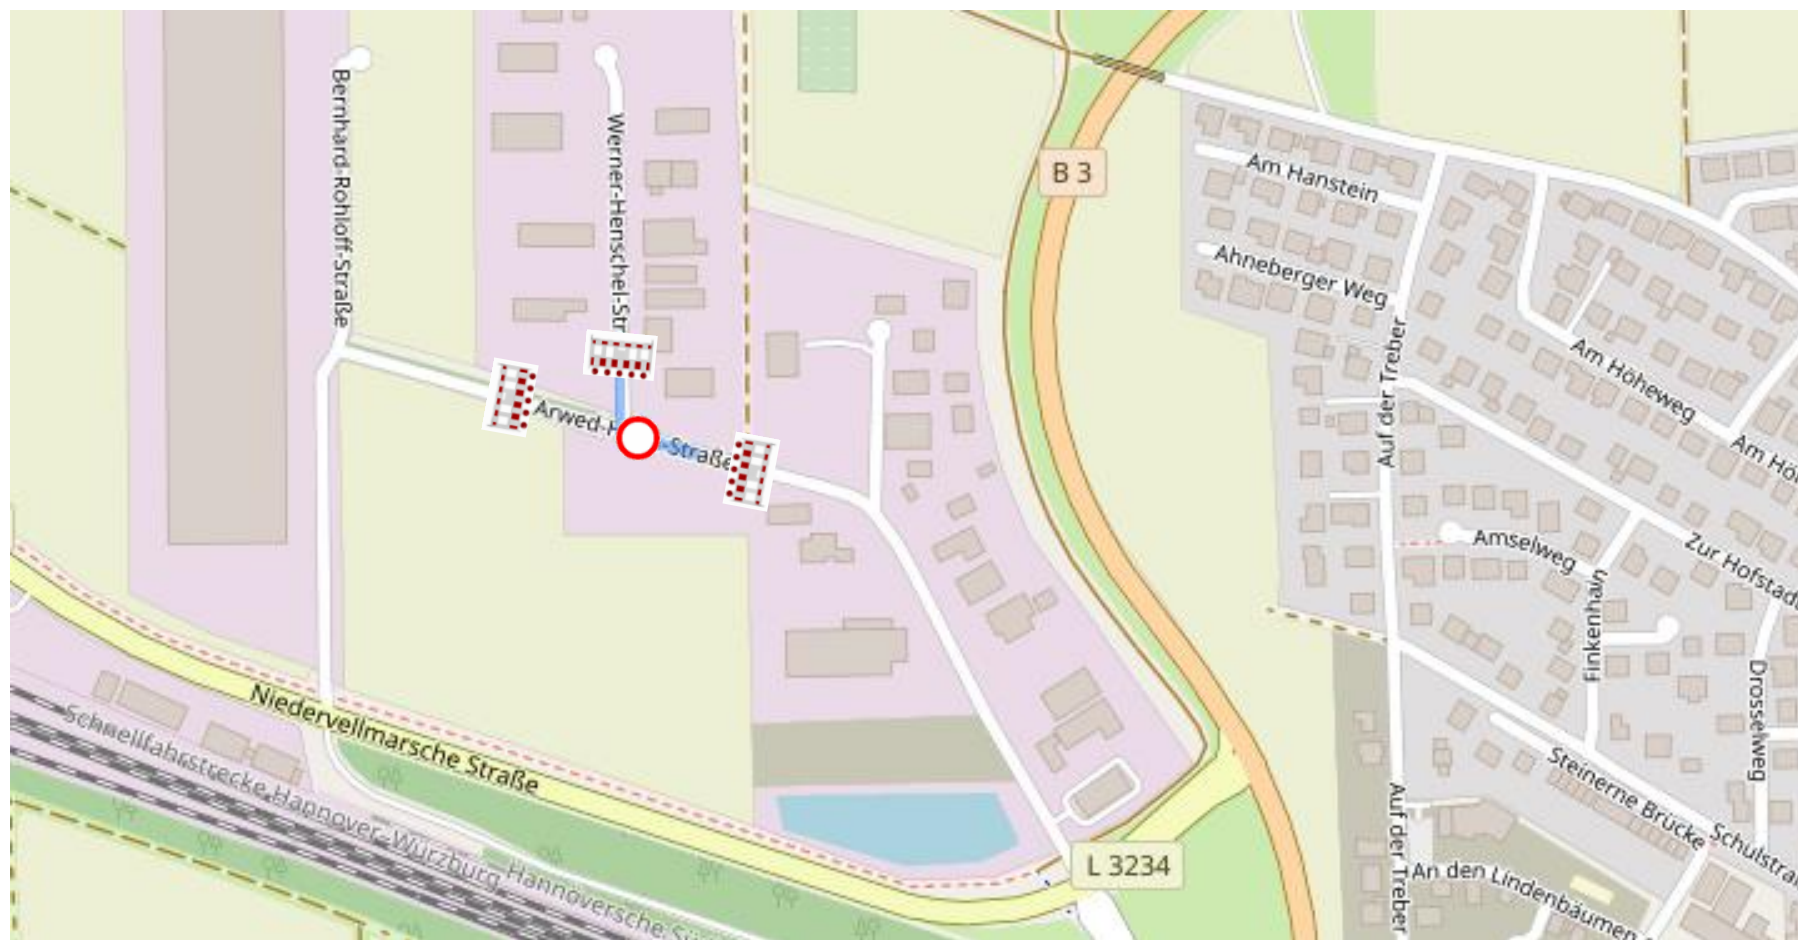 Bernhard-Rohloff-Straße
Werner-Henschel-Str
B 3
Am Hanstein
Ahneberger Weg
Auf der Treber
Am Höheweg
Am Hö
Arwed-
-Straße
Amselweg
Zur Hofstad
Finkenhain
Drosselweg
Niedervellmarsche Straße
Schnellfahrstrecke Hannover-Würzburg
Hannoversche Sü
Steinerne Brücke
Schulstra
Auf der Treber
L 3234
An den Lindenbäumen